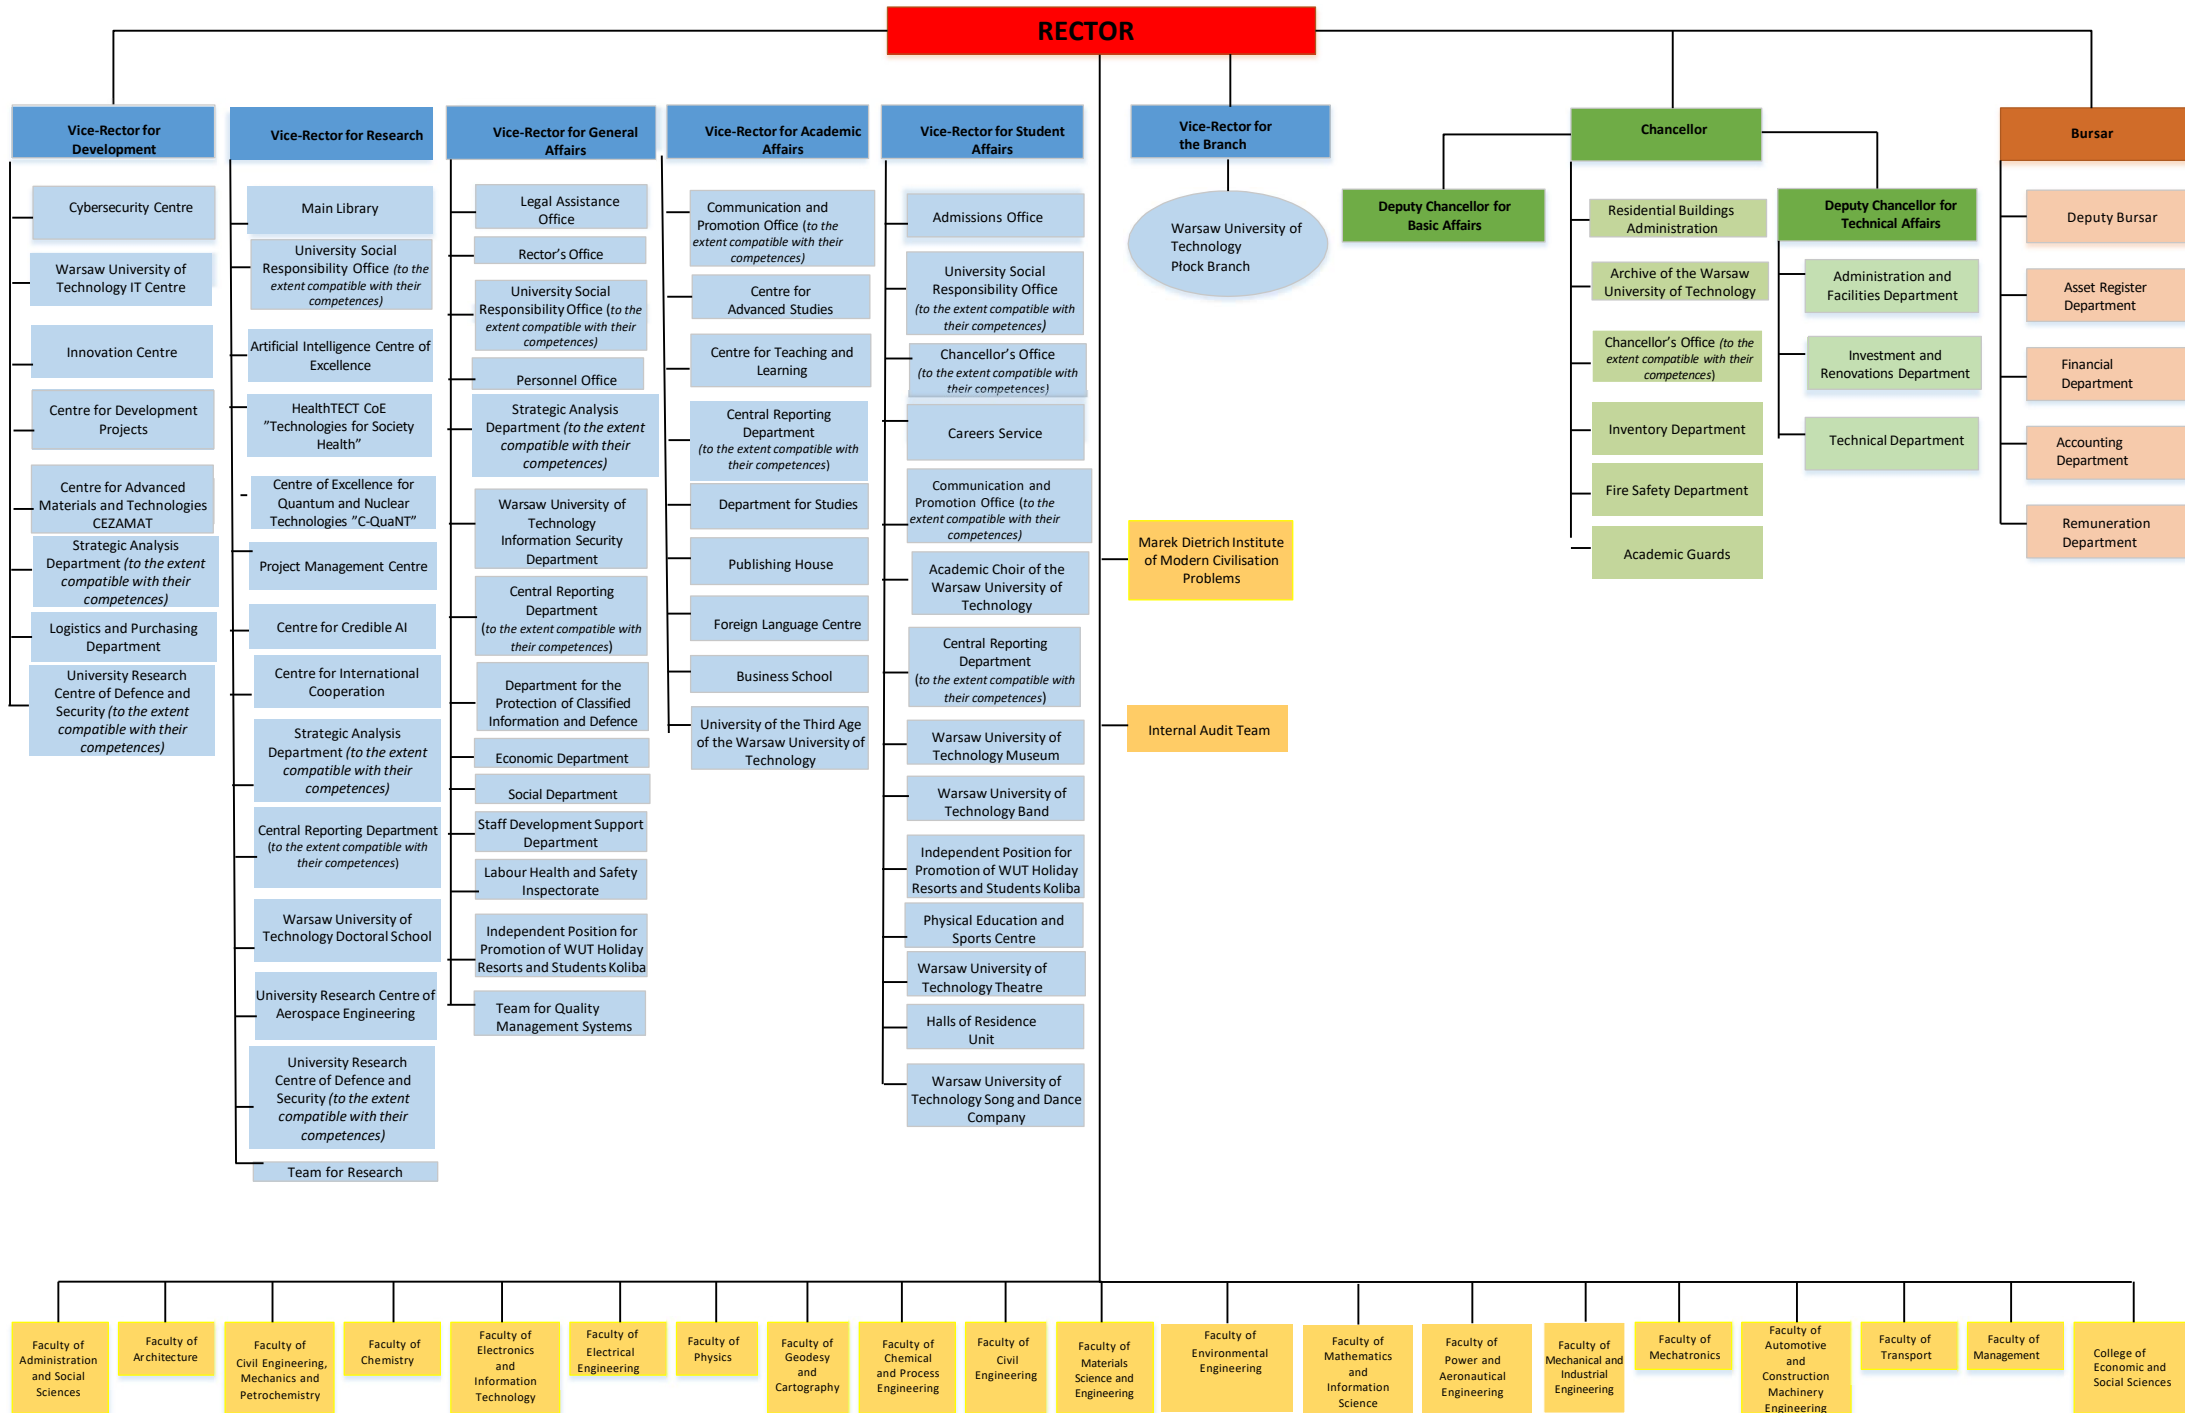 RECTOR
Vice-Rector for
Development
Cybersecurity Centre
Warsaw University of
Technology IT Centre
Innovation Centre
Centre for Development
Projects
Centre for Advanced
Materials and Technologies
CEZAMAT
Strategic Analysis
Department (to the extent
compatible with their
competences)
Logistics and Purchasing
Department
University Research
Centre of Defence and
Security (to the extent
compatible with their
competences)
Vice-Rector for Research
Main Library
University Social
Responsibility Office (to the
extent compatible with their
competences)
Artificial Intelligence Centre of
Excellence
HealthTECT CoE
”Technologies for Society
Health”
Centre of Excellence for
Quantum and Nuclear
Technologies ”C-QuaNT”
Project Management Centre
Centre for Credible AI
Centre for International
Cooperation
Strategic Analysis
Department (to the extent
compatible with their
competences)
Central Reporting Department
(to the extent compatible with
their competences)
Warsaw University of
Technology Doctoral School
University Research Centre of
Aerospace Engineering
University Research
Centre of Defence and
Security (to the extent
compatible with their
competences)
Team for Research
Vice-Rector for General
Affairs
Legal Assistance
Office
Rector’s Office
University Social
Responsibility Office (to the
extent compatible with their
competences)
Personnel Office
Strategic Analysis
Department (to the extent
compatible with their
competences)
Warsaw University of
Technology
Information Security
Department
Central Reporting
Department
(to the extent compatible with
their competences)
Department for the
Protection of Classified
Information and Defence
Economic Department
Social Department
Staff Development Support
Department
Labour Health and Safety
Inspectorate
Independent Position for
Promotion of WUT Holiday
Resorts and Students Koliba
Team for Quality
Management Systems
Vice-Rector for Academic
Affairs
Communication and
Promotion Office (to the
extent compatible with their
competences)
Centre for
Advanced Studies
Centre for Teaching and
Learning
Central Reporting
Department
(to the extent compatible with
their competences)
Department for Studies
Publishing House
Foreign Language Centre
Business School
University of the Third Age
of the Warsaw University of
Technology
Vice-Rector for Student
Affairs
Admissions Office
University Social
Responsibility Office
(to the extent compatible with
their competences)
Chancellor’s Office
(to the extent compatible with
their competences)
Careers Service
Communication and
Promotion Office (to the
extent compatible with their
competences)
Academic Choir of the
Warsaw University of
Technology
Central Reporting
Department
(to the extent compatible with
their competences)
Warsaw University of
Technology Museum
Warsaw University of
Technology Band
Independent Position for
Promotion of WUT Holiday
Resorts and Students Koliba
Physical Education and
Sports Centre
Warsaw University of
Technology Theatre
Halls of Residence
Unit
Warsaw University of
Technology Song and Dance
Company
Vice-Rector for
the Branch
Warsaw University of
Technology
Płock Branch
Marek Dietrich Institute
of Modern Civilisation
Problems
Internal Audit Team
Chancellor
Deputy Chancellor for
Basic Affairs
Residential Buildings
Administration
Archive of the Warsaw
University of Technology
Chancellor’s Office (to the
extent compatible with their
competences)
Inventory Department
Fire Safety Department
Academic Guards
Deputy Chancellor for
Technical Affairs
Administration and
Facilities Department
Investment and
Renovations Department
Technical Department
Bursar
Deputy Bursar
Asset Register
Department
Financial
Department
Accounting
Department
Remuneration
Department
Faculty of
Administration
and Social
Sciences
Faculty of
Architecture
Faculty of
Civil Engineering,
Mechanics and
Petrochemistry
Faculty of
Chemistry
Faculty of
Electronics
and
Information
Technology
Faculty of
Electrical
Engineering
Faculty of
Physics
Faculty of
Geodesy
and
Cartography
Faculty of
Chemical
and Process
Engineering
Faculty of
Civil
Engineering
Faculty of
Materials
Science and
Engineering
Faculty of
Environmental
Engineering
Faculty of
Mathematics
and
Information
Science
Faculty of
Power and
Aeronautical
Engineering
Faculty of
Mechanical and
Industrial
Engineering
Faculty of
Mechatronics
Faculty of
Automotive
and
Construction
Machinery
Engineering
Faculty of
Transport
Faculty of
Management
College of
Economic and
Social Sciences